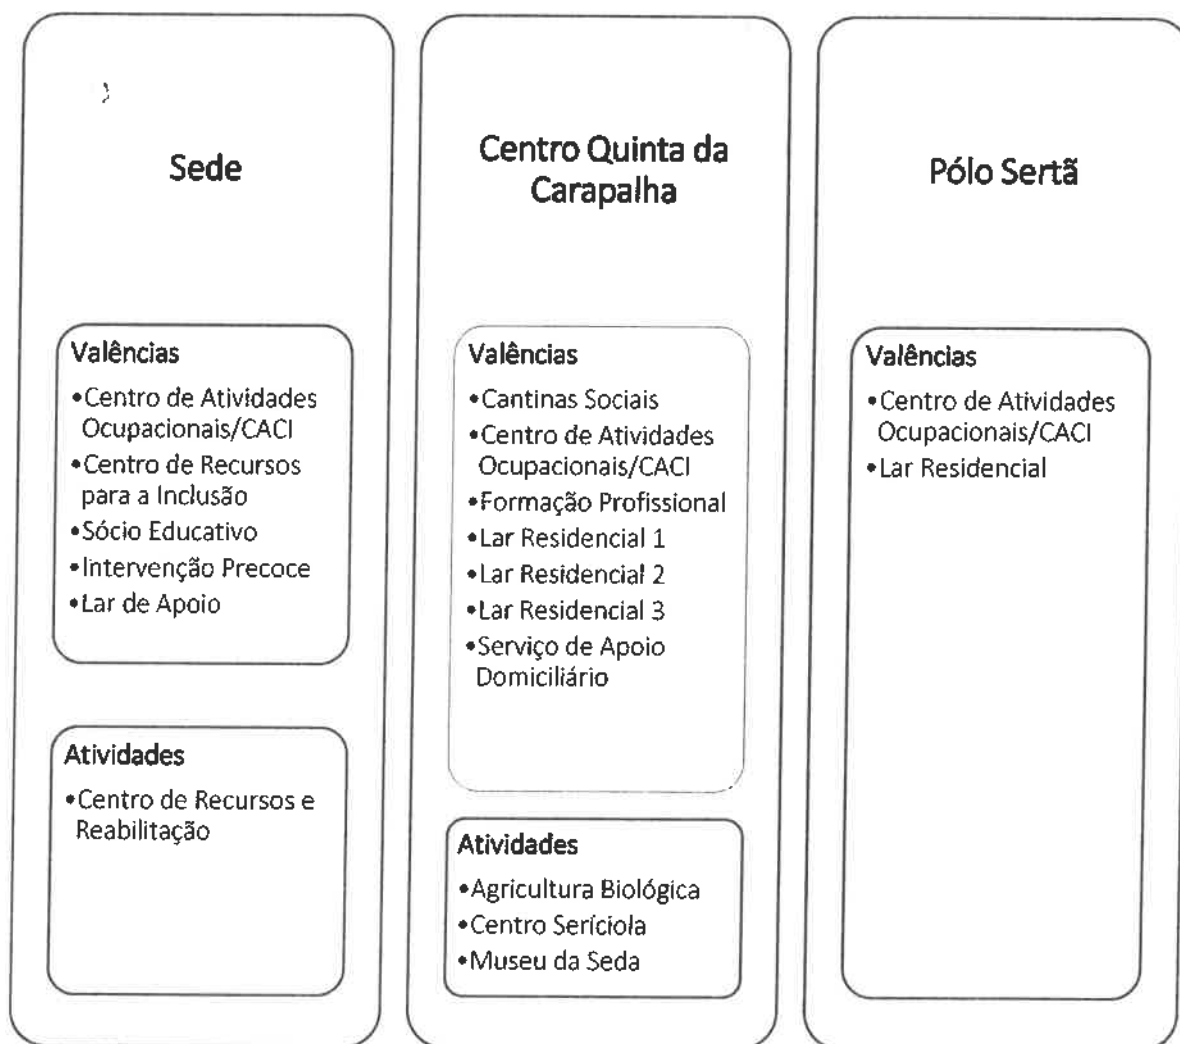 Sede
Valências
•Centro de Atividades
Ocupacionais/CACI
•Centro de Recursos
para a Inclusão
•Sócio Educativo
•Intervenção Precoce
•Lar de Apoio
Atividades
•Centro de Recursos e
Reabilitação
Centro Quinta da
Carapalha
Valências
•Cantinas Sociais
•Centro de Atividades
Ocupacionais/CACI
•Formação Profissional
•Lar Residencial 1
•Lar Residencial 2
•Lar Residencial 3
•Serviço de Apoio
Domiciliário
Atividades
•Agricultura Biológica
•Centro Seríciola
•Museu da Seda
Pólo Sertã
Valências
•Centro de Atividades
Ocupacionais/CACI
•Lar Residencial